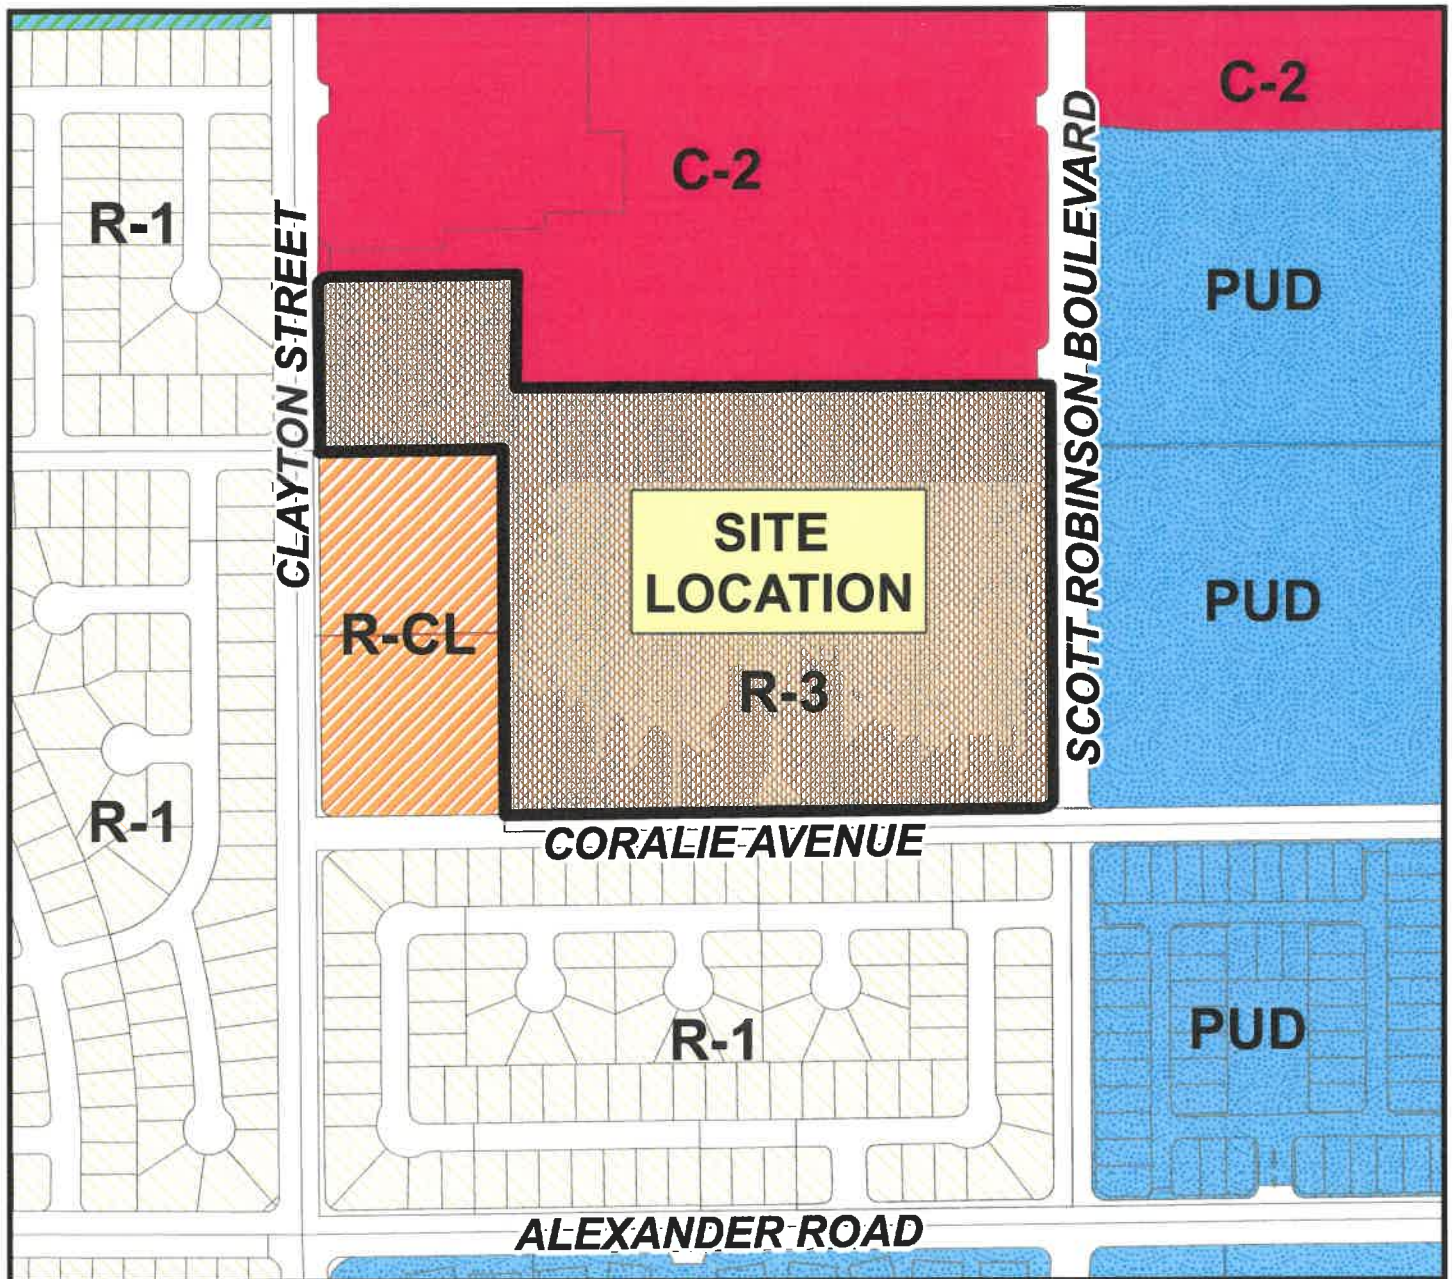 C-2
C-2
R-1
CLAYTON STREET
SCOTT ROBINSON BOULEVARD
PUD
SITE
LOCATION
PUD
R-CL
R-3
R-1
CORALIE AVENUE
R-1
PUD
ALEXANDER ROAD